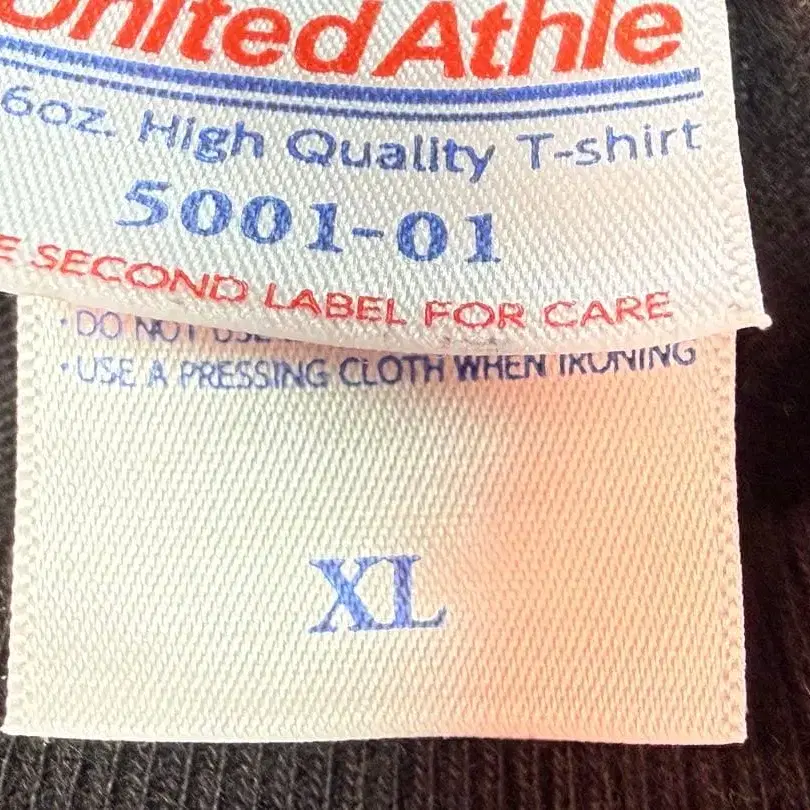 United Athle
6oz. High Quality T-shirt
5001-01
SECOND LABEL FOR CARE
·DO NOT USE
·USE A PRESSING CLOTH WHEN IRONING
XL